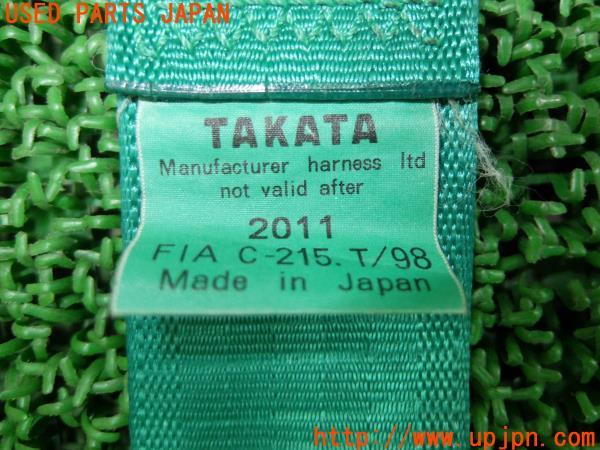 USED PARTS JAPAN
TAKATA
Manufacturer harness ltd
not valid after
2011
FIA C-215.T/98
Made in Japan
URL http://www.upjpn.com/